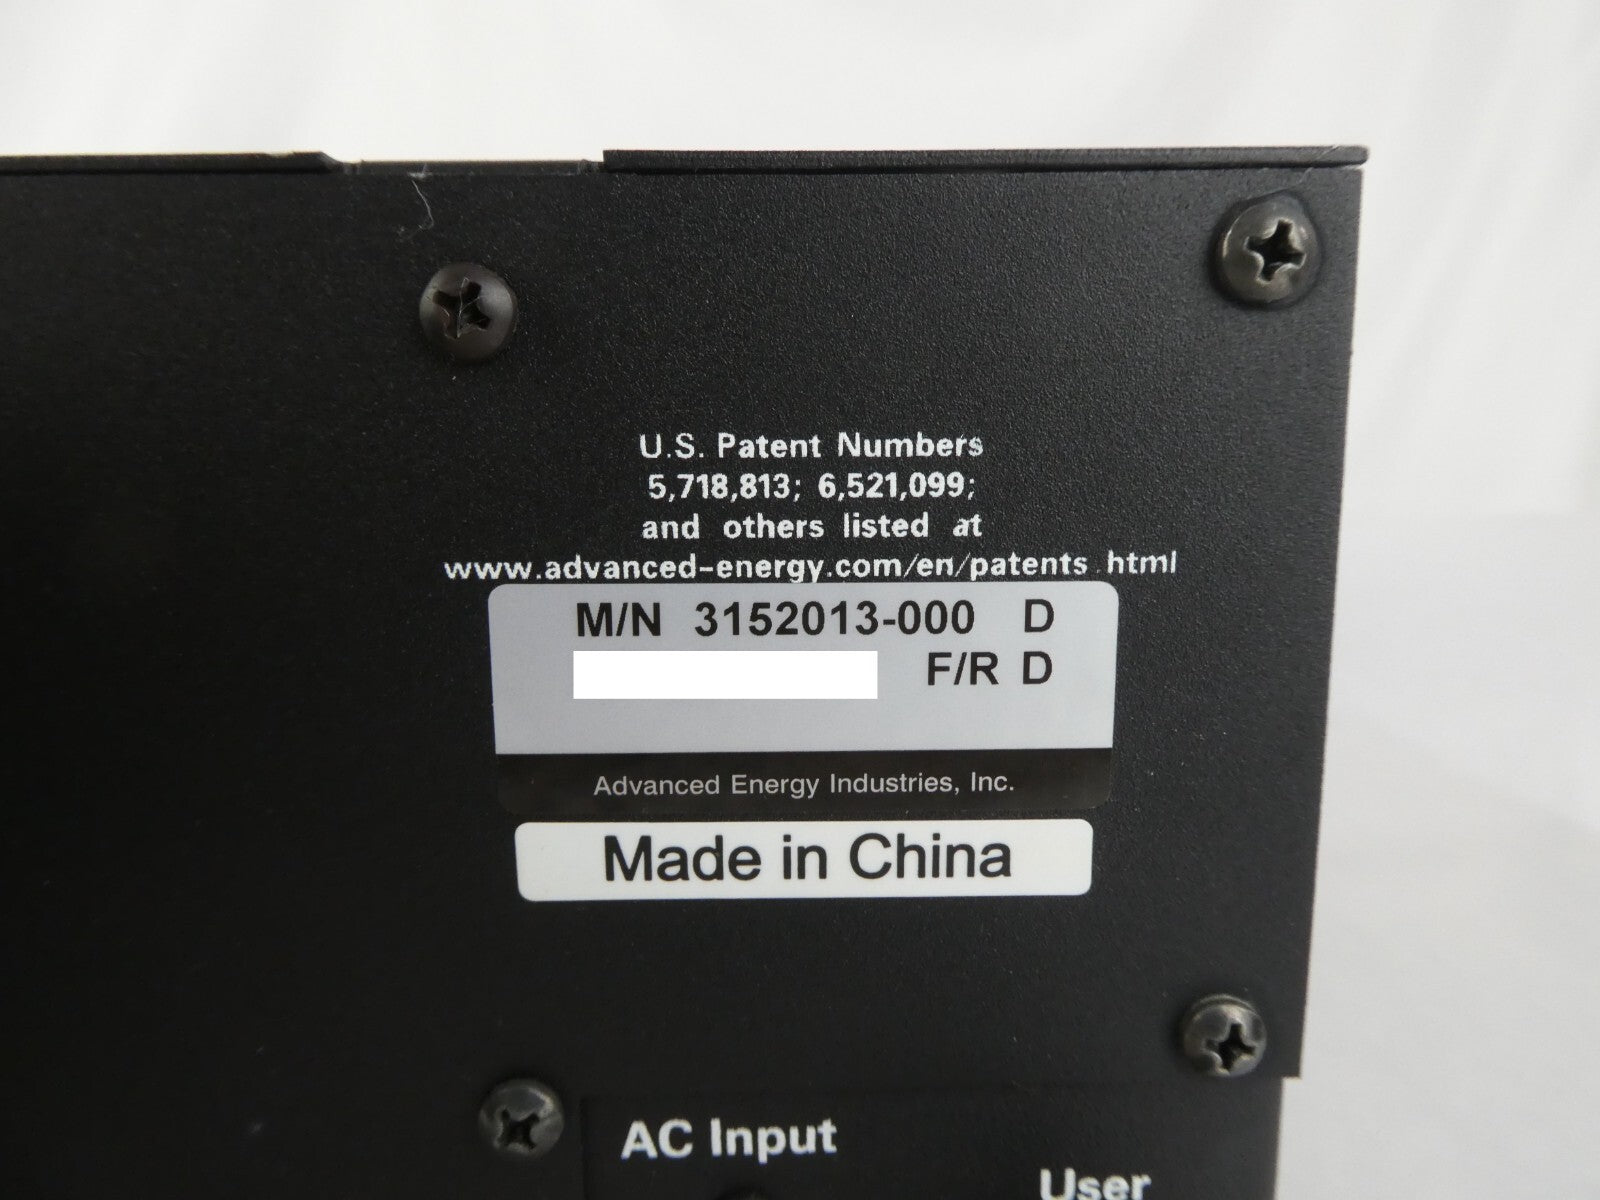 U.S. Patent Numbers
5,718,813; 6,521,099;
and others listed at
www.advanced-energy.com/en/patents.html
M/N 3152013-000 D
F/R D
Advanced Energy Industries, Inc.
Made in China
AC Input
User